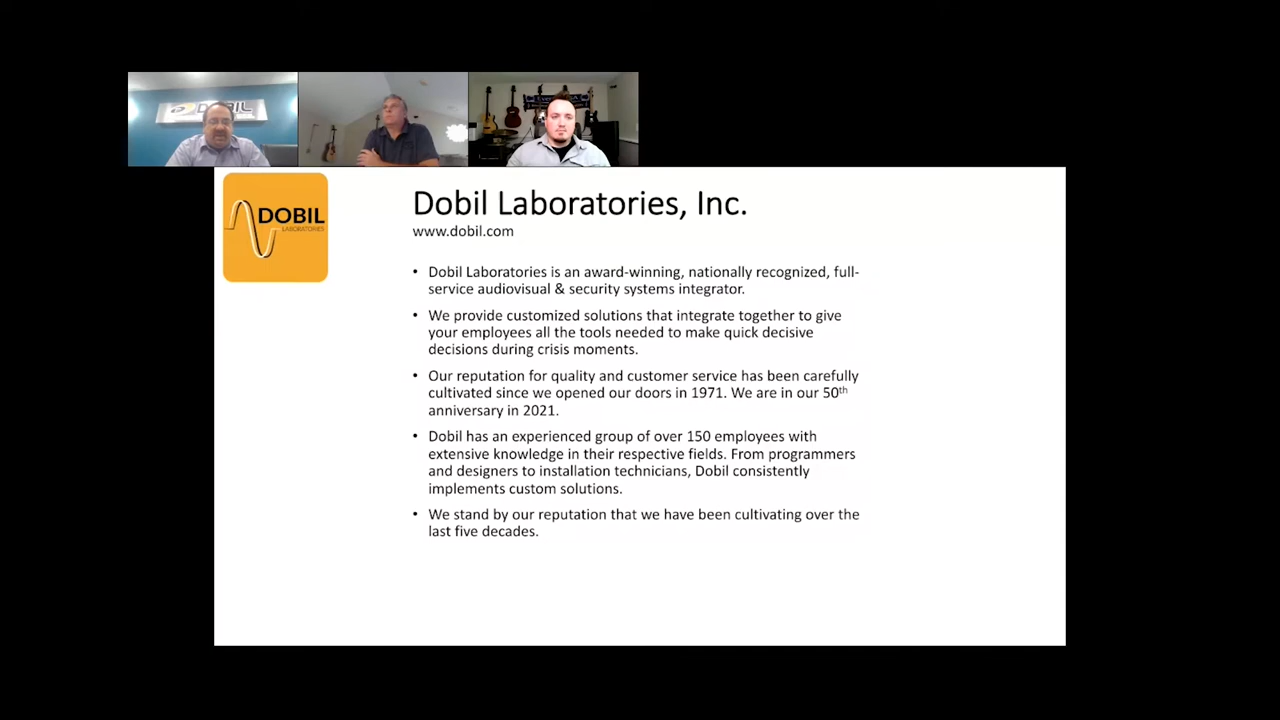 DOBIL
DOBIL
LABORATORIES
Dobil Laboratories, Inc.
www.dobil.com
• Dobil Laboratories is an award-winning, nationally recognized, full-
service audiovisual & security systems integrator.
• We provide customized solutions that integrate together to give
your employees all the tools needed to make quick decisive
decisions during crisis moments.
• Our reputation for quality and customer service has been carefully
cultivated since we opened our doors in 1971. We are in our 50th
anniversary in 2021.
• Dobil has an experienced group of over 150 employees with
extensive knowledge in their respective fields. From programmers
and designers to installation technicians, Dobil consistently
implements custom solutions.
• We stand by our reputation that we have been cultivating over the
last five decades.